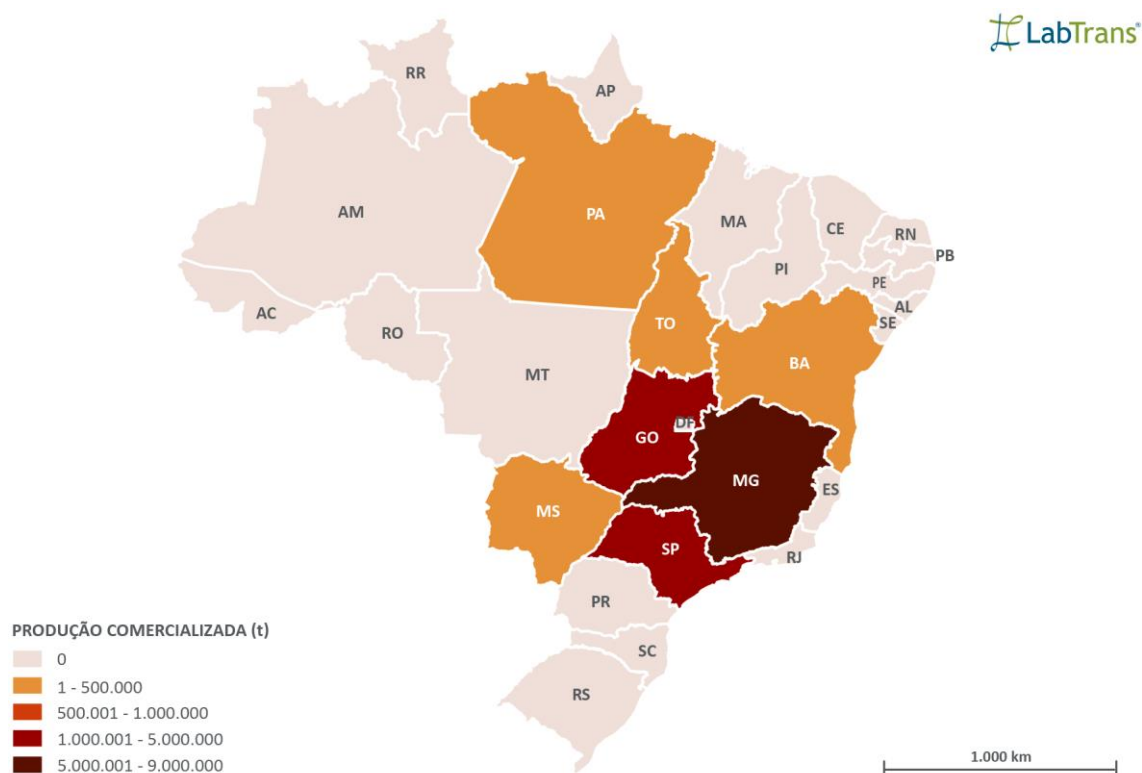 LabTrans®
RR
AP
AM
PA
MA
CE
RN
PB
PI
PE
AL
SE
AC
RO
TO
BA
MT
DF
GO
MG
ES
MS
SP
RJ
PR
SC
RS
PRODUÇÃO COMERCIALIZADA (t)
0
1 - 500.000
500.001 - 1.000.000
1.000.001 - 5.000.000
5.000.001 - 9.000.000
1.000 km